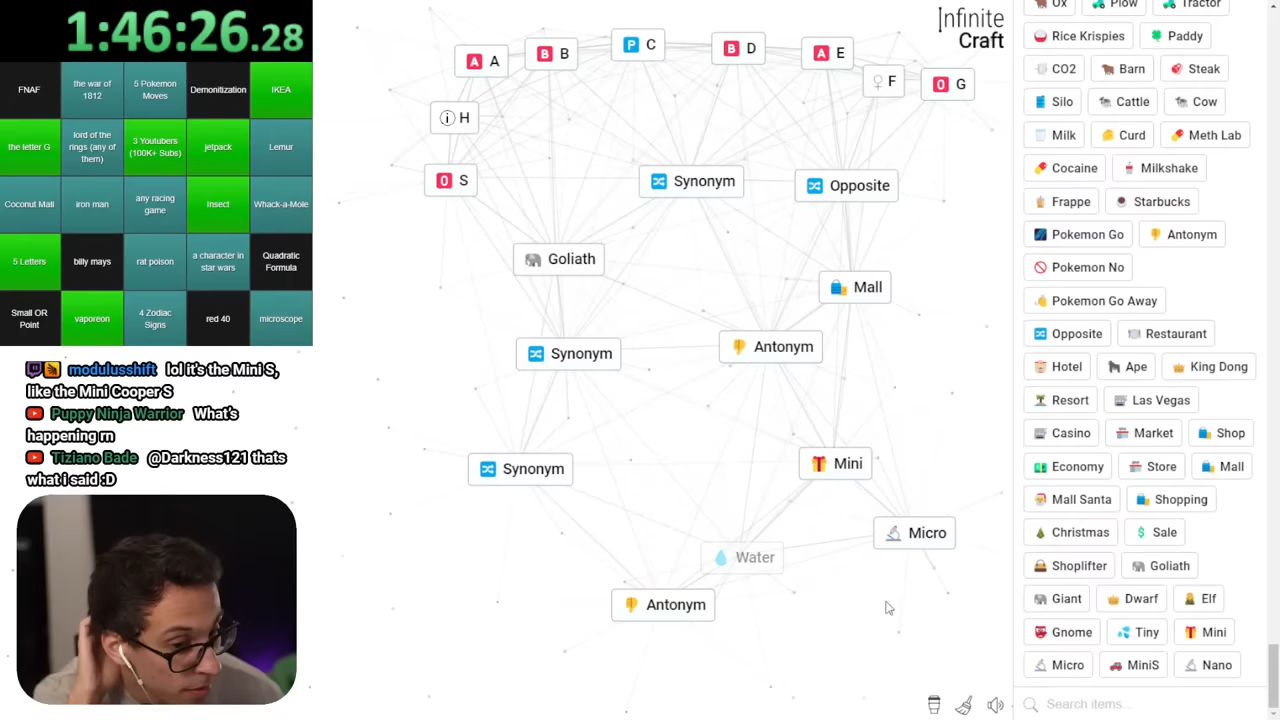 1:46:26.28
FNAF
the war of
1812
5 Pokemon
Moves
Demonitization
IKEA
the letter G
lord of the
rings (any of
them)
3 Youtubers
(100K+ Subs)
jetpack
Lemur
Coconut Mall
iron man
any racing
game
Insect
Whack-a-Mole
5 Letters
billy mays
rat poison
a character in
star wars
Quadratic
Formula
Small OR
Point
vaporeon
4 Zodiac
Signs
red 40
microscope
modulusshift lol it's the Mini S,
like the Mini Cooper S
Puppy Ninja Warrior What's
happening rn
Tiziano Bade @Darkness121 thats
what i said :D
Infinite
Craft
A A
B B
P C
B D
A E
F
O G
H
O S
Synonym
Opposite
Goliath
Mall
Synonym
Antonym
Synonym
Mini
Micro
Water
Antonym
Ox Plow Tractor
Rice Krispies Paddy
CO2 Barn Steak
Silo Cattle Cow
Milk Curd Meth Lab
Cocaine Milkshake
Frappe Starbucks
Pokemon Go Antonym
Pokemon No
Pokemon Go Away
Opposite Restaurant
Hotel Ape King Dong
Resort Las Vegas
Casino Market Shop
Economy Store Mall
Mall Santa Shopping
Christmas Sale
Shoplifter Goliath
Giant Dwarf Elf
Gnome Tiny Mini
Micro MiniS Nano
Search items...